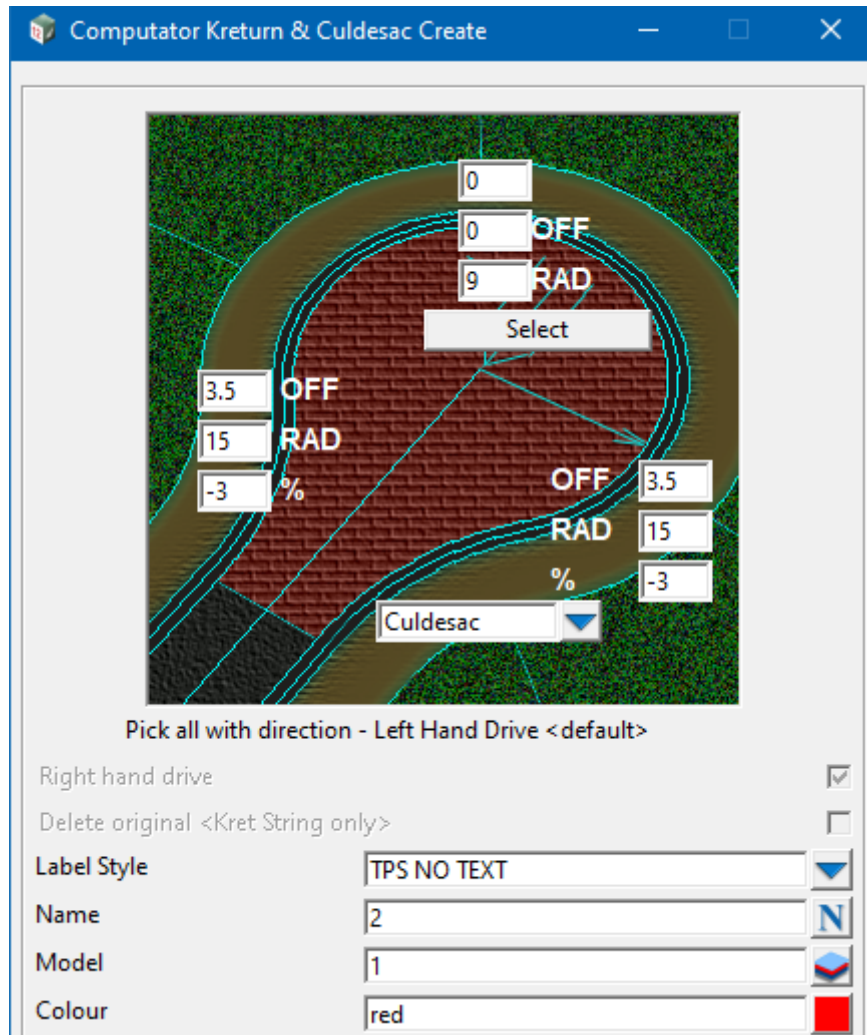 Computator Kreturn & Culdesac Create
0
0 OFF
9 RAD
Select
3.5 OFF
15 RAD
-3 %
OFF 3.5
RAD 15
% -3
Culdesac
Pick all with direction - Left Hand Drive <default>
Right hand drive
Delete original <Kret String only>
Label Style TPS NO TEXT
Name 2 N
Model 1
Colour red